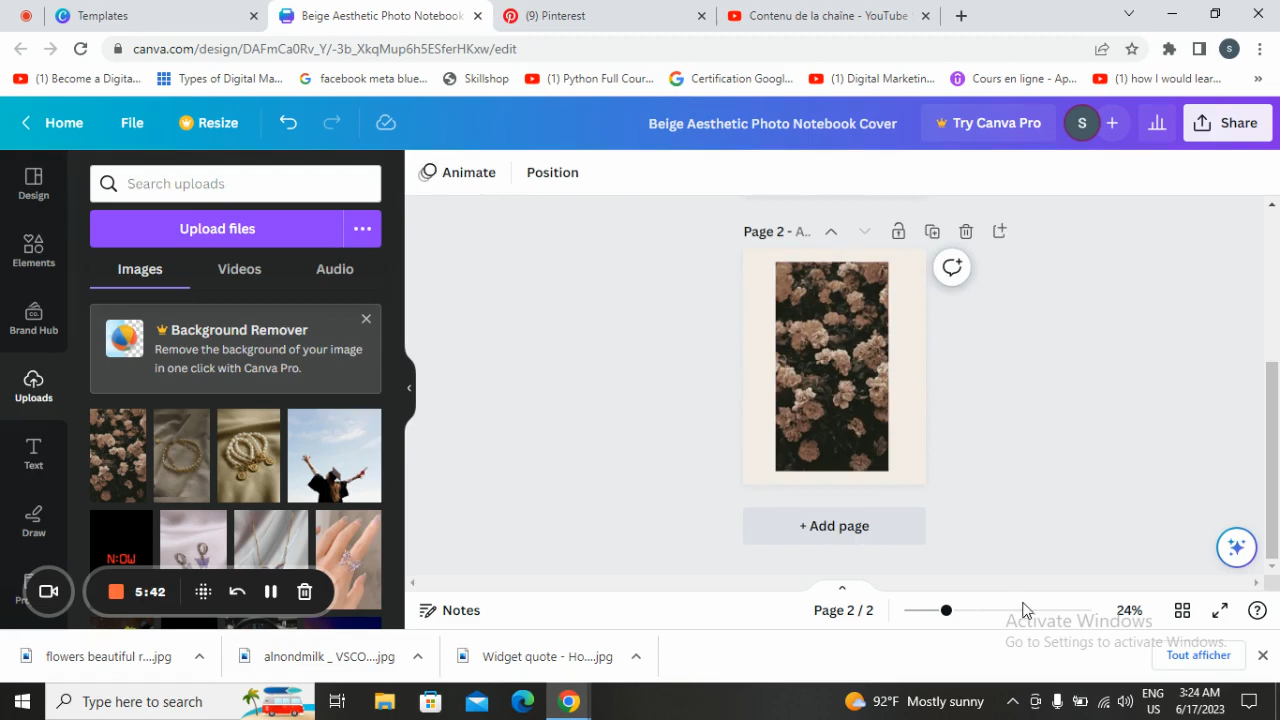 Templates
Beige Aesthetic Photo Notebook
(9) Pinterest
Contenu de la chaîne - YouTube
canva.com/design/DAFmCa0Rv_Y/-3b_XkqMup6h5ESferHKxw/edit
S
(1) Become a Digita...
Types of Digital Ma...
facebook meta blue...
Skillshop
(1) Python Full Cour...
Certification Googl...
(1) Digital Marketin...
Cours en ligne - Ap...
(1) how I would lear...
»
Home
File
Resize
Beige Aesthetic Photo Notebook Cover
Try Canva Pro
S
Share
Design
Search uploads
Animate
Position
Upload files
Page 2 - A..
Elements
Images
Videos
Audio
Brand Hub
Background Remover
Remove the background of your image
in one click with Canva Pro.
Uploads
Text
Draw
N:OW
+ Add page
5:42
Notes
Page 2 / 2
24%
Activate Windows
Go to Settings to activate Windows.
flowers beautiful r....jpg
alnondmilk _ VSCO....jpg
Widget quote - Ho....jpg
Tout afficher
Type here to search
92°F Mostly sunny
ENG
US
3:24 AM
6/17/2023